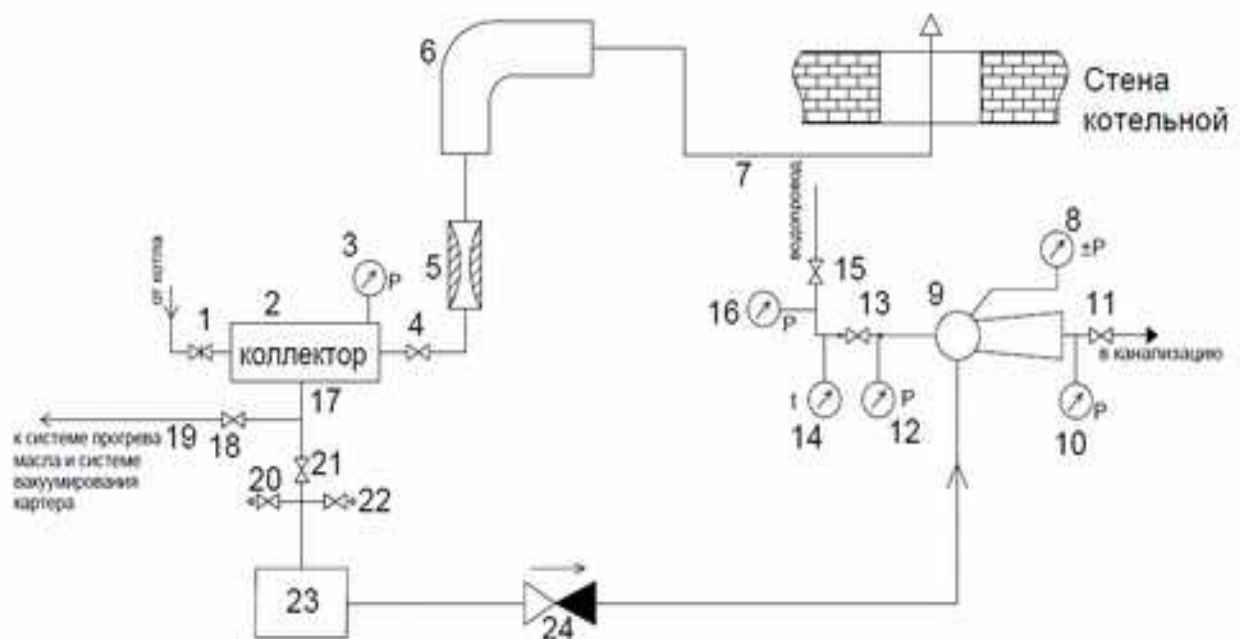 6
Стена
котельной
7
водопровод
8
±P
3
P
5
от котла
2
15
9
13
11
16
P
1
4
коллектор
в канализацию
17
t
P
P
14
12
10
19
18
к системе прогрева
масла и системе
вакуумирования
картера
21
20
22
23
24